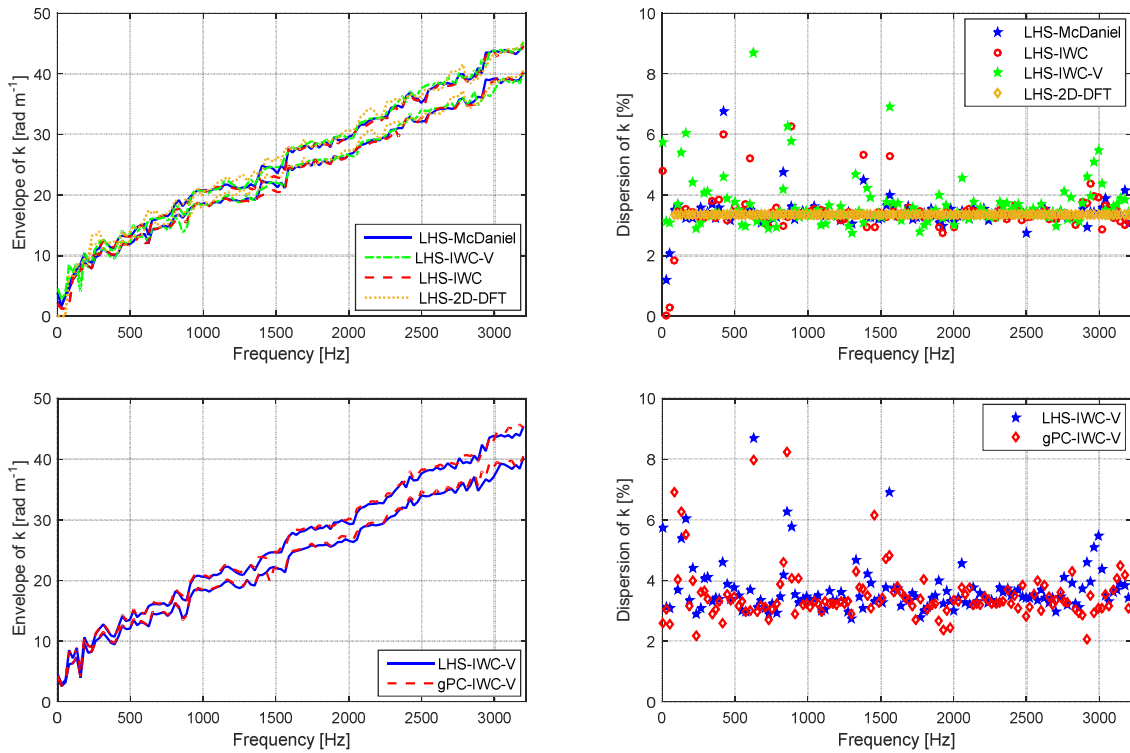 50
40
30
20
10
0
Envelope of k [rad m⁻¹]
0 500 1000 1500 2000 2500 3000
Frequency [Hz]
LHS-McDaniel
LHS-IWC-V
LHS-IWC
LHS-2D-DFT
10
8
6
4
2
0
Dispersion of k [%]
0 500 1000 1500 2000 2500 3000
Frequency [Hz]
LHS-McDaniel
LHS-IWC
LHS-IWC-V
LHS-2D-DFT
50
40
30
20
10
0
Envelope of k [rad m⁻¹]
0 500 1000 1500 2000 2500 3000
Frequency [Hz]
LHS-IWC-V
gPC-IWC-V
10
8
6
4
2
0
Dispersion of k [%]
0 500 1000 1500 2000 2500 3000
Frequency [Hz]
LHS-IWC-V
gPC-IWC-V